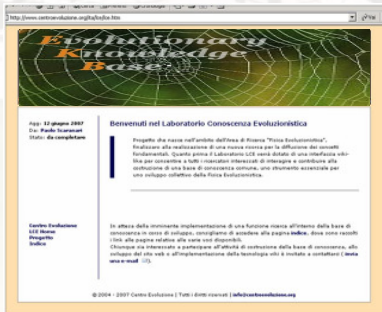 http://www.centroevoluzione.org/ita/lce/lce.htm
Evolutionary
Knowledge
Base
Agg: 12 giugno 2007
Da: Paolo Scaravari
Stato: da completare
Benvenuti nel Laboratorio Conoscenza Evoluzionistica
Progetto che nasce nell'ambito dell'Area di Ricerca "Fisica Evoluzionistica",
finalizzato alla realizzazione di una nuova risorsa per la diffusione dei concetti
fondamentali. Quanto prima il Laboratorio LCE verrà dotato di una interfaccia wiki-
like per consentire a tutti i ricercatori interessati di interagire e contribuire alla
costruzione di una base di conoscenza comune, uno strumento essenziale per
uno sviluppo collettivo della Fisica Evoluzionistica.
Centro Evoluzione
LCE Home
Progetto
Indice
In attesa della imminente implementazione di una funzione ricerca all'interno della base di
conoscenza in corso di sviluppo, consigliamo di accedere alla pagina indice, dove sono raccolti
i link alle pagine relative alle varie voci disponibili.
Chiunque sia interessato a partecipare all'attività di costruzione della base di conoscenza, allo
sviluppo del sito web e all'implementazione della tecnologia wiki è invitato a contattarci ( invia
una e-mail ).
© 2004 - 2007 Centro Evoluzione | Tutti i diritti riservati | info@centroevoluzione.org